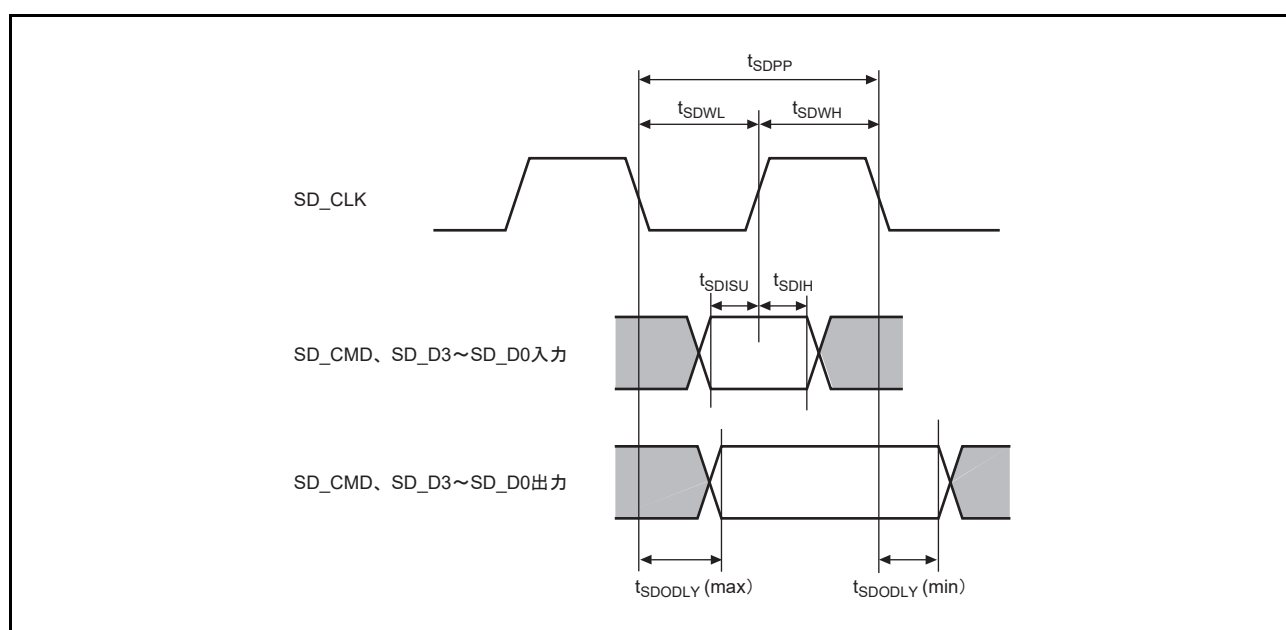 tSDPP
tSDWL tSDWH
SD_CLK
tSDISU tSDIH
SD_CMD、SD_D3～SD_D0入力
SD_CMD、SD_D3～SD_D0出力
tSDODLY (max） tSDODLY (min）